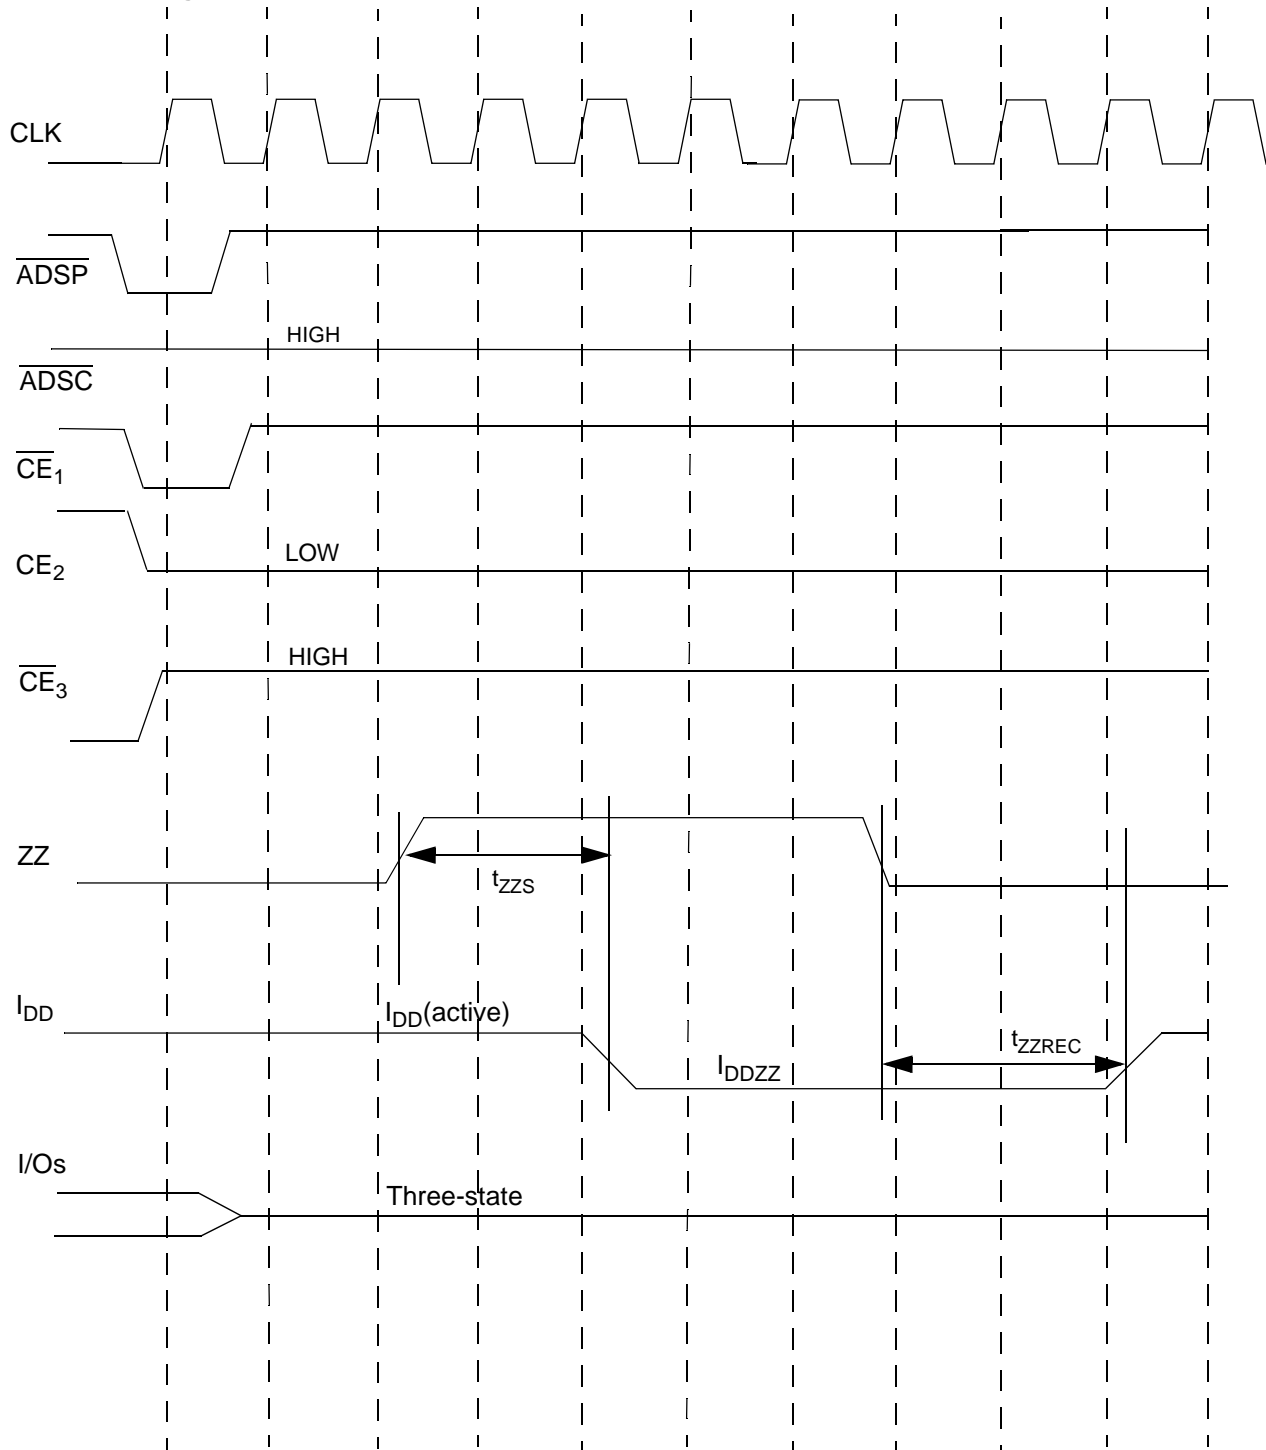 CLK
ADSP
HIGH
ADSC
CE1
LOW
CE2
HIGH
CE3
ZZ
tZZS
IDD
IDD(active)
tZZREC
IDDZZ
I/Os
Three-state